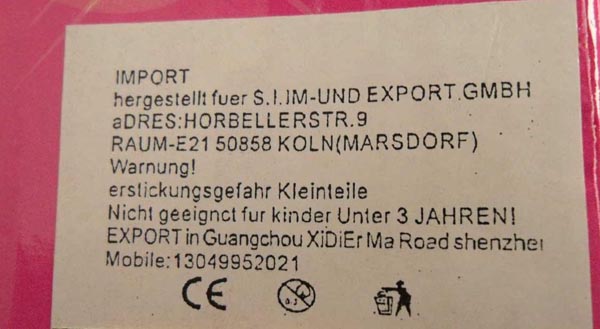 IMPORT
hergestellt fuer S.I.IM-UND EXPORT.GMBH
aDRES:HORBELLERSTR.9
RAUM-E21 50858 KOLN(MARSDORF)
Warnung!
erstickungsgefahr Kleinteile
Nicht geeignct fur kinder Unter 3 JAHREN!
EXPORT in Guangchou XiDiEr Ma Road shenzhei
Mobile:13049952021
CE